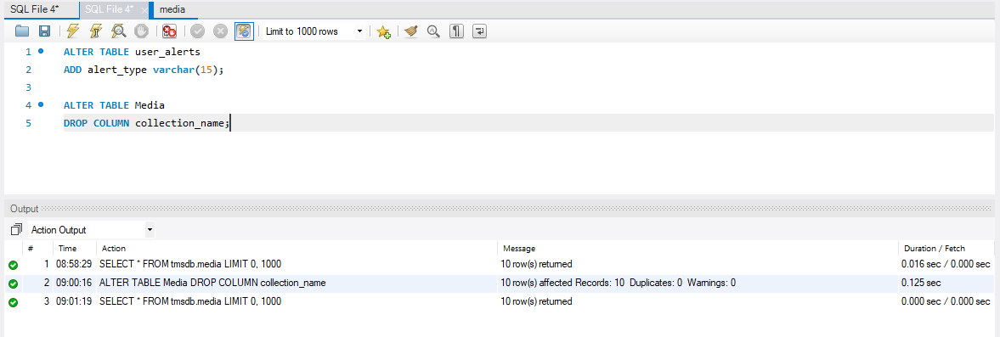 SQL File 4* SQL File 4* media
Limit to 1000 rows
1 ALTER TABLE user_alerts
2 ADD alert_type varchar(15);
3
4 ALTER TABLE Media
5 DROP COLUMN collection_name;
Output
Action Output
# Time Action Message Duration / Fetch
1 08:58:29 SELECT * FROM tmsdb.media LIMIT 0, 1000 10 row(s) returned 0.016 sec / 0.000 sec
2 09:00:16 ALTER TABLE Media DROP COLUMN collection_name 10 row(s) affected Records: 10 Duplicates: 0 Warnings: 0 0.125 sec
3 09:01:19 SELECT * FROM tmsdb.media LIMIT 0, 1000 10 row(s) returned 0.000 sec / 0.000 sec